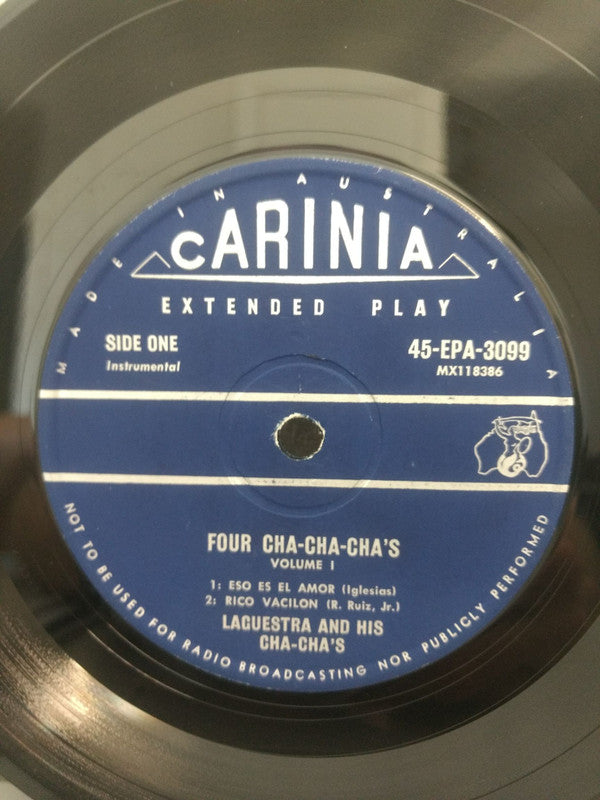 MADE IN AUSTRALIA
CARINIA
EXTENDED PLAY
SIDE ONE
Instrumental
45-EPA-3099
MX118386
FOUR CHA-CHA-CHA'S
VOLUME I
1: ESO ES EL AMOR (Iglesias)
2: RICO VACILON (R. Ruiz, Jr.)
LAGUESTRA AND HIS
CHA-CHA'S
NOT TO BE USED FOR RADIO BROADCASTING NOR PUBLICLY PERFORMED